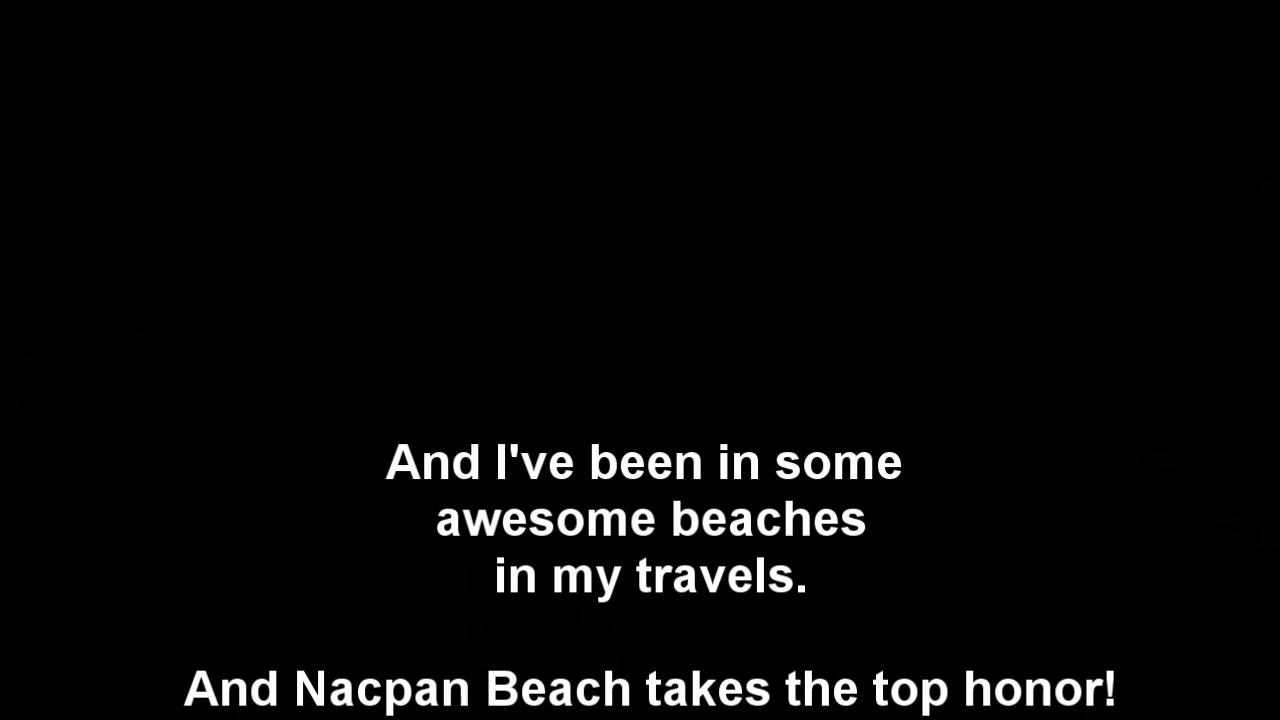 And I've been in some
awesome beaches
in my travels.
And Nacpan Beach takes the top honor!